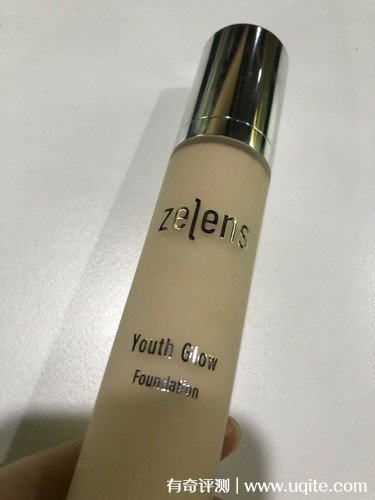 zelens
Youth Glow
Foundation
有奇评测 | www.uqite.com